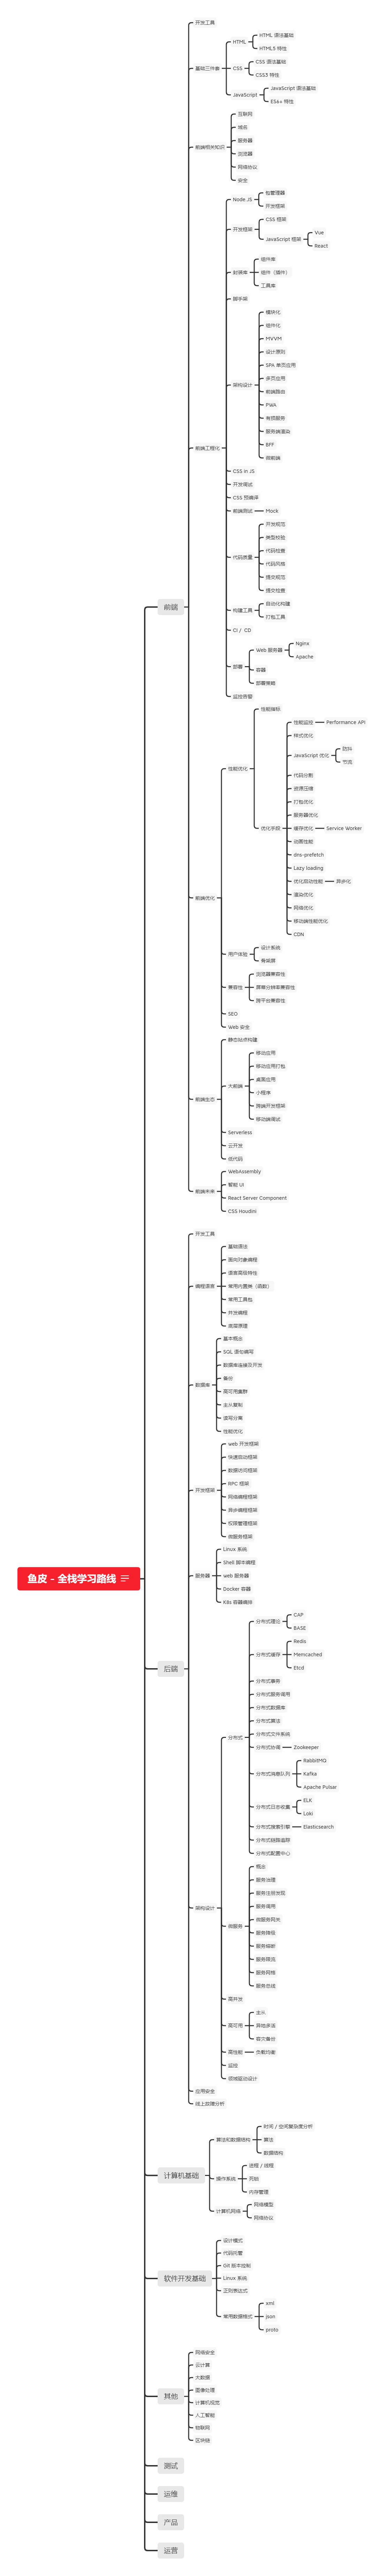 鱼皮 - 全栈学习路线
前端
开发工具
基础三件套
HTML
HTML 语法基础
HTML5 特性
CSS
CSS 语法基础
CSS3 特性
JavaScript
JavaScript 语法基础
ES6+ 特性
前端相关知识
互联网
域名
服务器
浏览器
网络协议
安全
前端工程化
Node.JS
包管理器
开发框架
开发框架
CSS 框架
JavaScript 框架
Vue
React
封装库
组件库
组件（插件）
工具库
脚手架
架构设计
模块化
组件化
MVVM
设计原则
SPA 单页应用
多页应用
前端路由
PWA
有损服务
服务端渲染
BFF
微前端
CSS in JS
开发调试
CSS 预编译
前端测试
Mock
代码质量
开发规范
类型校验
代码检查
代码风格
提交规范
提交检查
构建工具
自动化构建
打包工具
CI / CD
部署
Web 服务器
Nginx
Apache
容器
部署策略
监控告警
前端优化
性能优化
性能指标
优化手段
性能监控
Performance API
样式优化
JavaScript 优化
防抖
节流
代码分割
资源压缩
打包优化
服务器优化
缓存优化
Service Worker
动画性能
dns-prefetch
Lazy loading
优化启动性能
异步化
渲染优化
网络优化
移动端性能优化
CDN
用户体验
设计系统
骨架屏
兼容性
浏览器兼容性
屏幕分辨率兼容性
跨平台兼容性
SEO
Web 安全
前端生态
静态站点构建
大前端
移动应用
移动应用打包
桌面应用
小程序
跨端开发框架
移动端调试
Serverless
云开发
低代码
前端未来
WebAssembly
智能 UI
React Server Component
CSS Houdini
后端
开发工具
编程语言
基础语法
面向对象编程
语言高级特性
常用内置类（函数）
常用工具包
并发编程
底层原理
数据库
基本概念
SQL 语句编写
数据库连接及开发
备份
高可用集群
主从复制
读写分离
性能优化
开发框架
web 开发框架
快速启动框架
数据访问框架
RPC 框架
网络编程框架
异步编程框架
权限管理框架
微服务框架
服务器
Linux 系统
Shell 脚本编程
web 服务器
Docker 容器
K8s 容器编排
架构设计
分布式
分布式理论
CAP
BASE
分布式缓存
Redis
Memcached
Etcd
分布式事务
分布式服务调用
分布式数据库
分布式算法
分布式文件系统
分布式协调
Zookeeper
分布式消息队列
RabbitMQ
Kafka
Apache Pulsar
分布式日志收集
ELK
Loki
分布式搜索引擎
Elasticsearch
分布式链路追踪
分布式配置中心
微服务
概念
服务治理
服务注册发现
服务调用
微服务网关
服务降级
服务熔断
服务限流
服务网格
服务总线
高并发
高可用
主从
异地多活
容灾备份
高性能
负载均衡
监控
领域驱动设计
应用安全
线上故障分析
计算机基础
算法和数据结构
时间 / 空间复杂度分析
算法
数据结构
操作系统
进程 / 线程
死锁
内存管理
计算机网络
网络模型
网络协议
软件开发基础
设计模式
代码托管
Git 版本控制
Linux 系统
正则表达式
常用数据格式
xml
json
proto
其他
网络安全
云计算
大数据
图像处理
计算机视觉
人工智能
物联网
区块链
测试
运维
产品
运营